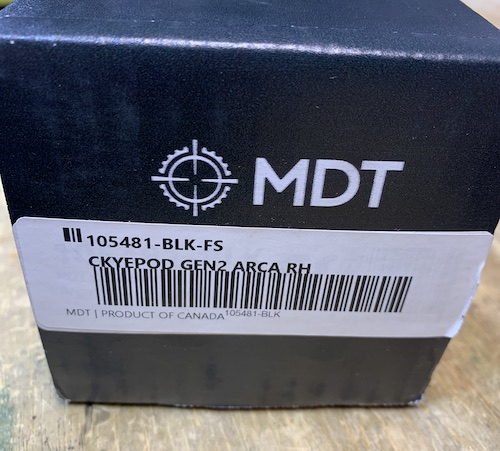 MDT
105481-BLK-FS
CKYEPOD GEN2 ARCA RH
MDT | PRODUCT OF CANADA 105481-BLK